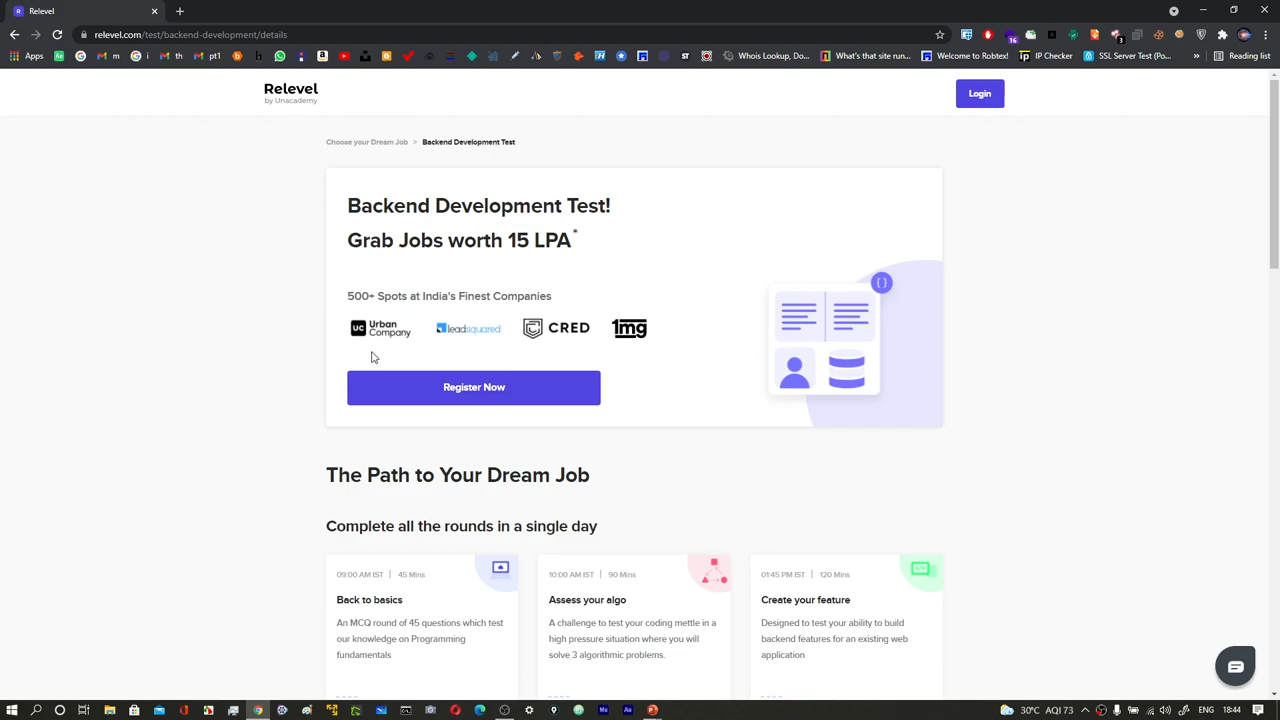 Relevel
relevel.com/test/backend-development/details
Apps
m
th
pt1
Whois Lookup, Do...
What's that site run...
Welcome to Robtex!
IP Checker
SSL Server Test (Po...
»
Reading list
Relevel
by Unacademy
Login
Choose your Dream Job > Backend Development Test
Backend Development Test!
Grab Jobs worth 15 LPA*
500+ Spots at India's Finest Companies
UC Urban Company
leadsquared
CRED
1mg
Register Now
The Path to Your Dream Job
Complete all the rounds in a single day
09:00 AM IST | 45 Mins
Back to basics
An MCQ round of 45 questions which test
our knowledge on Programming
fundamentals
10:00 AM IST | 90 Mins
Assess your algo
A challenge to test your coding mettle in a
high pressure situation where you will
solve 3 algorithmic problems.
01:45 PM IST | 120 Mins
Create your feature
Designed to test your ability to build
backend features for an existing web
application
30°C AQI 73
ENG
18:44